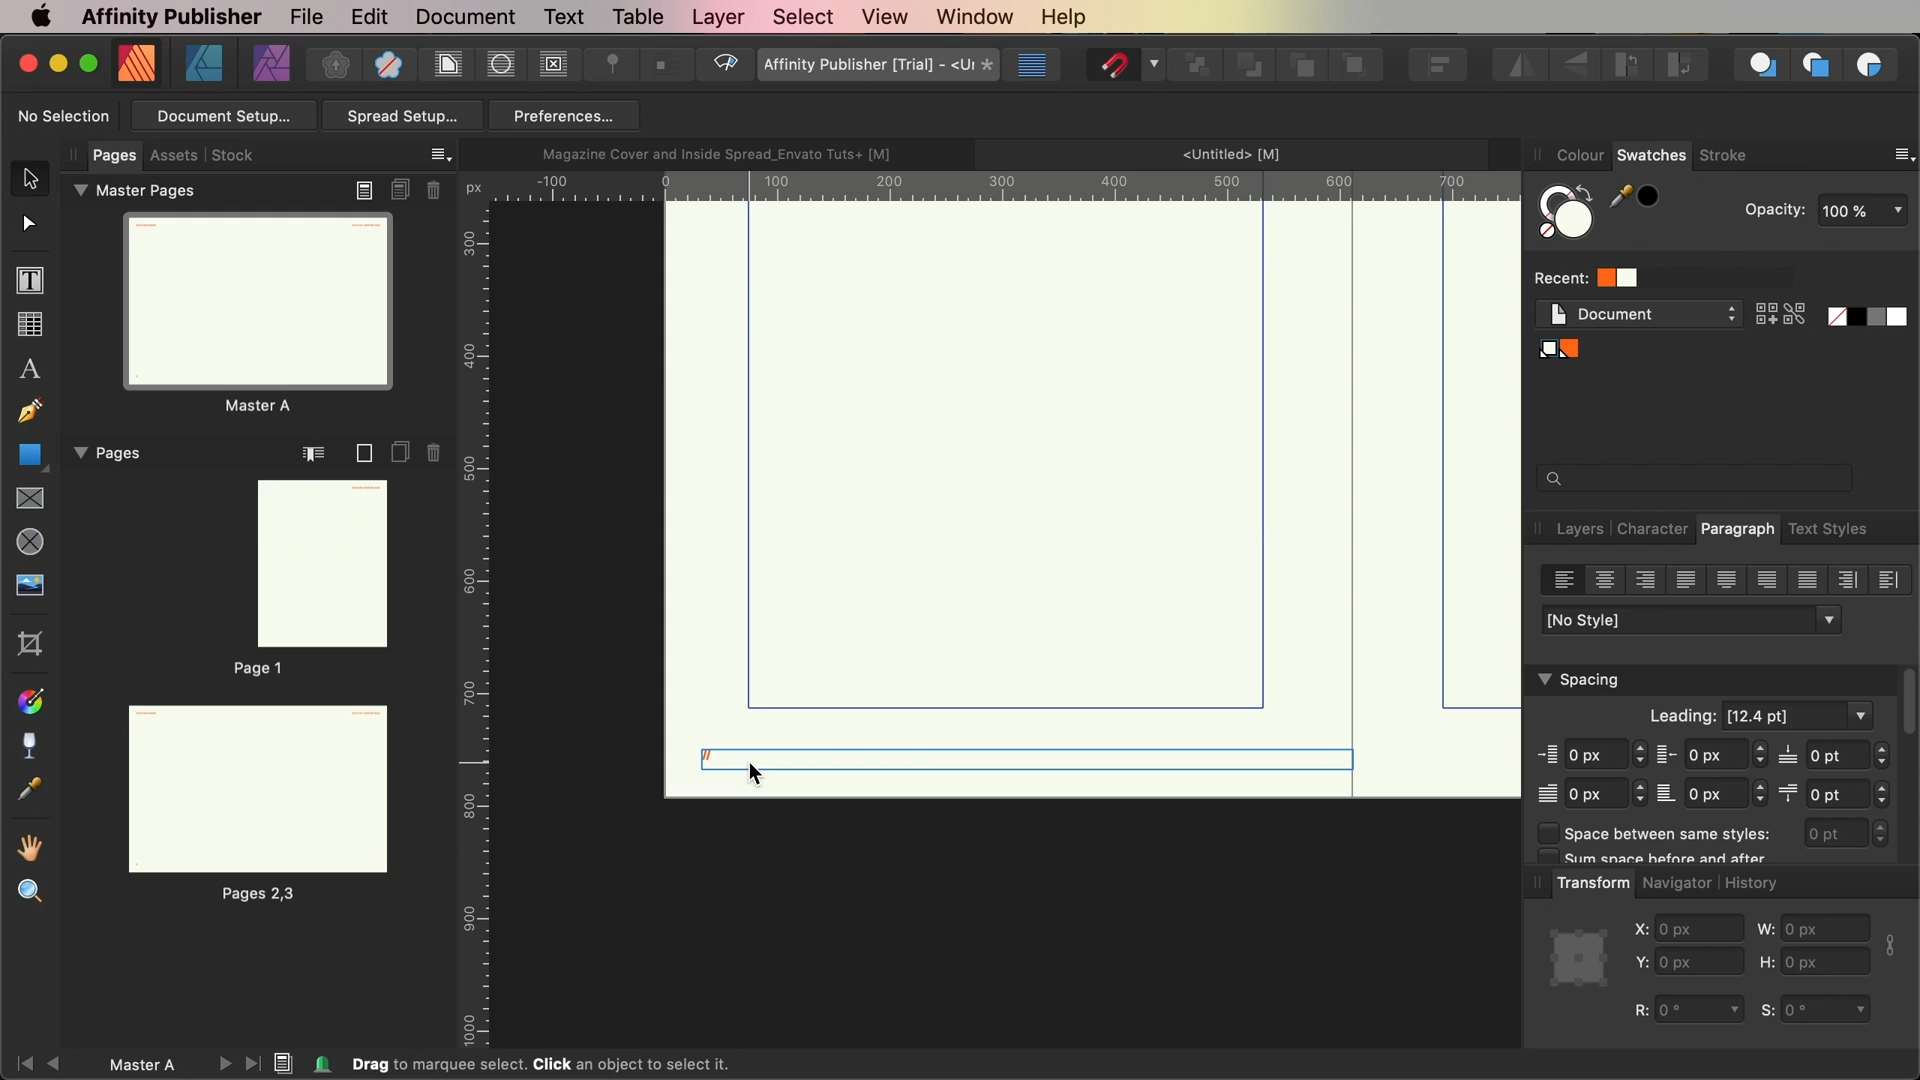 Affinity Publisher File Edit Document Text Table Layer Select View Window Help
Affinity Publisher [Trial] - <Ur *
No Selection Document Setup... Spread Setup... Preferences...
Pages Assets Stock
Magazine Cover and Inside Spread_Envato Tuts+ [M] <Untitled> [M]
Colour Swatches Stroke
Master Pages
px -100 0 100 200 300 400 500 600 700
Opacity: 100 %
300
Recent:
Document
400
Master A
Pages
500
Layers Character Paragraph Text Styles
600
[No Style]
Page 1
Spacing
700
Leading: [12.4 pt]
//
0 px 0 px 0 pt
0 px 0 px 0 pt
800
Space between same styles: 0 pt
Sum space before and after
Transform Navigator History
Pages 2,3
900
X: 0 px W: 0 px
Y: 0 px H: 0 px
R: 0 ° S: 0 °
1000
Master A Drag to marquee select. Click an object to select it.